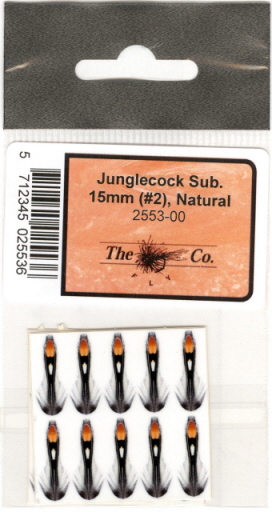 Junglecock Sub.
15mm (#2), Natural
2553-00
The Co.
L
5 712345 025536